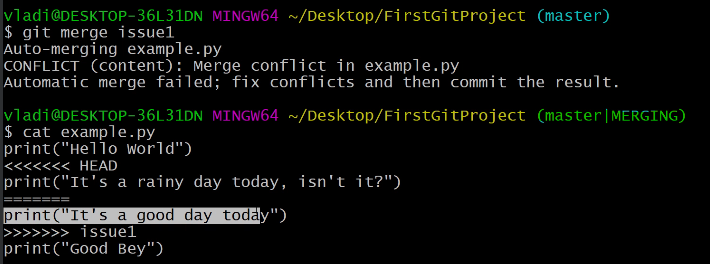 vladi@DESKTOP-36L31DN MINGW64 ~/Desktop/FirstGitProject (master)
$ git merge issue1
Auto-merging example.py
CONFLICT (content): Merge conflict in example.py
Automatic merge failed; fix conflicts and then commit the result.
vladi@DESKTOP-36L31DN MINGW64 ~/Desktop/FirstGitProject (master|MERGING)
$ cat example.py
print("Hello World")
<<<<<<< HEAD
print("It's a rainy day today, isn't it?")
=======
print("It's a good day today")
>>>>>>> issue1
print("Good Bey")